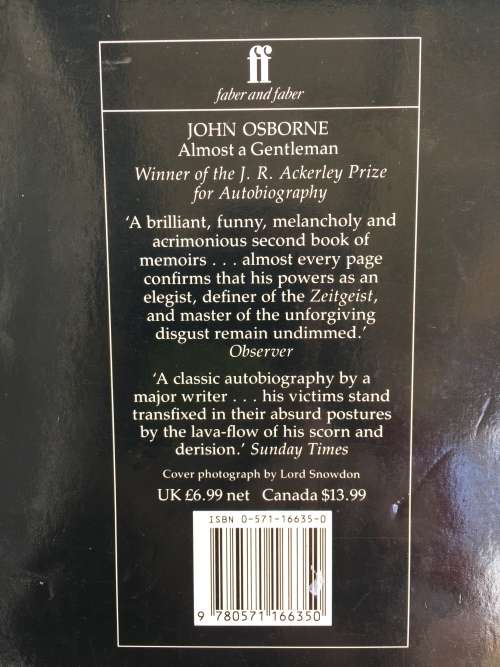 ff
faber and faber
JOHN OSBORNE
Almost a Gentleman
Winner of the J. R. Ackerley Prize
for Autobiography
‘A brilliant, funny, melancholy and
acrimonious second book of
memoirs . . . almost every page
confirms that his powers as an
elegist, definer of the Zeitgeist,
and master of the unforgiving
disgust remain undimmed.’
Observer
‘A classic autobiography by a
major writer . . . his victims stand
transfixed in their absurd postures
by the lava-flow of his scorn and
derision.’ Sunday Times
Cover photograph by Lord Snowdon
UK £6.99 net Canada $13.99
ISBN 0-571-16635-0
9 780571 166350